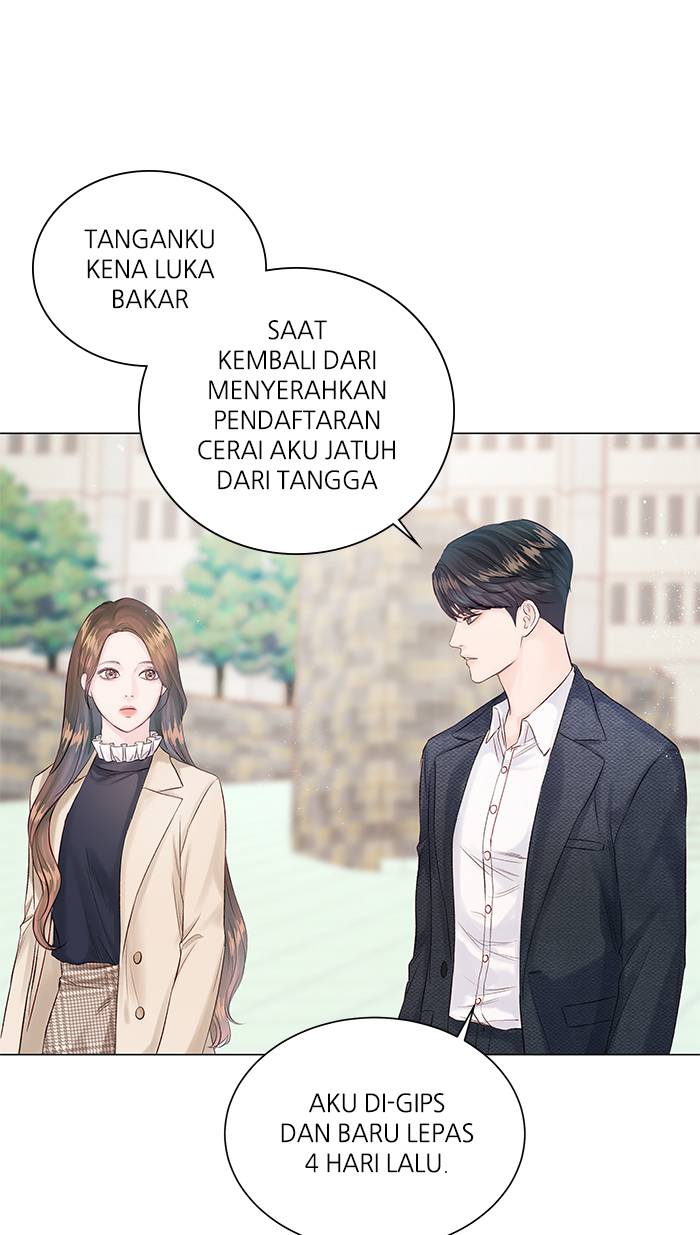 TANGANKU
KENA LUKA
BAKAR
SAAT
KEMBALI DARI
MENYERAHKAN
PENDAFTARAN
CERAI AKU JATUH
DARI TANGGA
AKU DI-GIPS
DAN BARU LEPAS
4 HARI LALU.